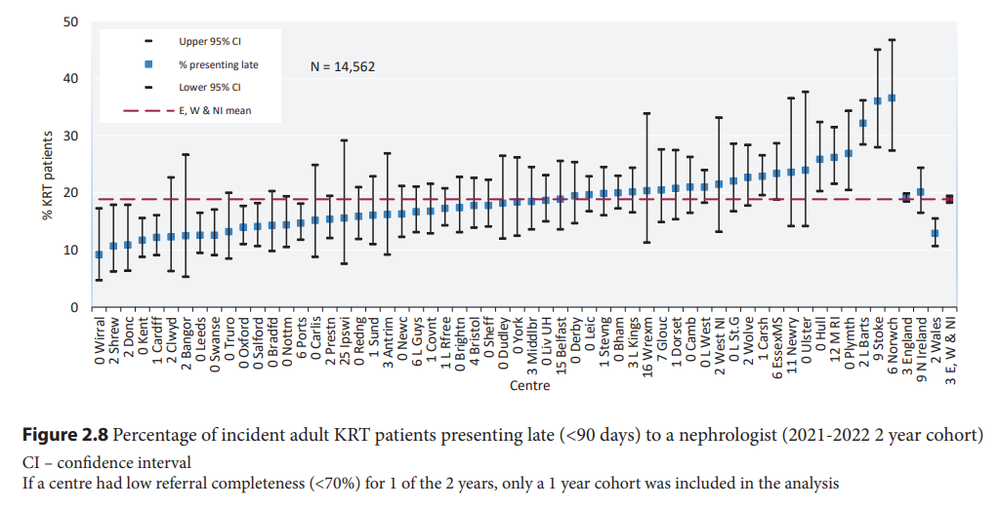 50
Upper 95% CI
% presenting late
N = 14,562
Lower 95% CI
E, W & NI mean
40
30
20
10
0
% KRT patients
0 Wirral
2 Shrew
2 Donc
0 Kent
1 Cardff
2 Clwyd
2 Bangor
0 Leeds
0 Swanse
0 Truro
0 Oxford
0 Salford
0 Bradfd
0 Nottm
6 Ports
0 Carlis
2 Prestn
25 Ipswi
0 Redng
1 Sund
3 Antrim
0 Newc
6 L Guys
1 Covnt
1 L Rfree
0 Brightn
4 Bristol
0 Sheff
0 Dudley
0 York
3 Middlbr
0 Liv UH
15 Belfast
0 Derby
0 Leic
1 Stevng
0 Bham
3 L Kings
16 Wrexm
7 Glouc
1 Dorset
0 Camb
0 L West
2 West NI
0 L St.G
2 Wolve
1 Carsh
6 EssexMS
11 Newry
0 Ulster
0 Hull
12 M RI
0 Plymth
2 L Barts
9 Stoke
6 Norwch
3 England
9 N Ireland
2 Wales
3 E, W & NI
Centre
Figure 2.8 Percentage of incident adult KRT patients presenting late (<90 days) to a nephrologist (2021-2022 2 year cohort)
CI – confidence interval
If a centre had low referral completeness (<70%) for 1 of the 2 years, only a 1 year cohort was included in the analysis